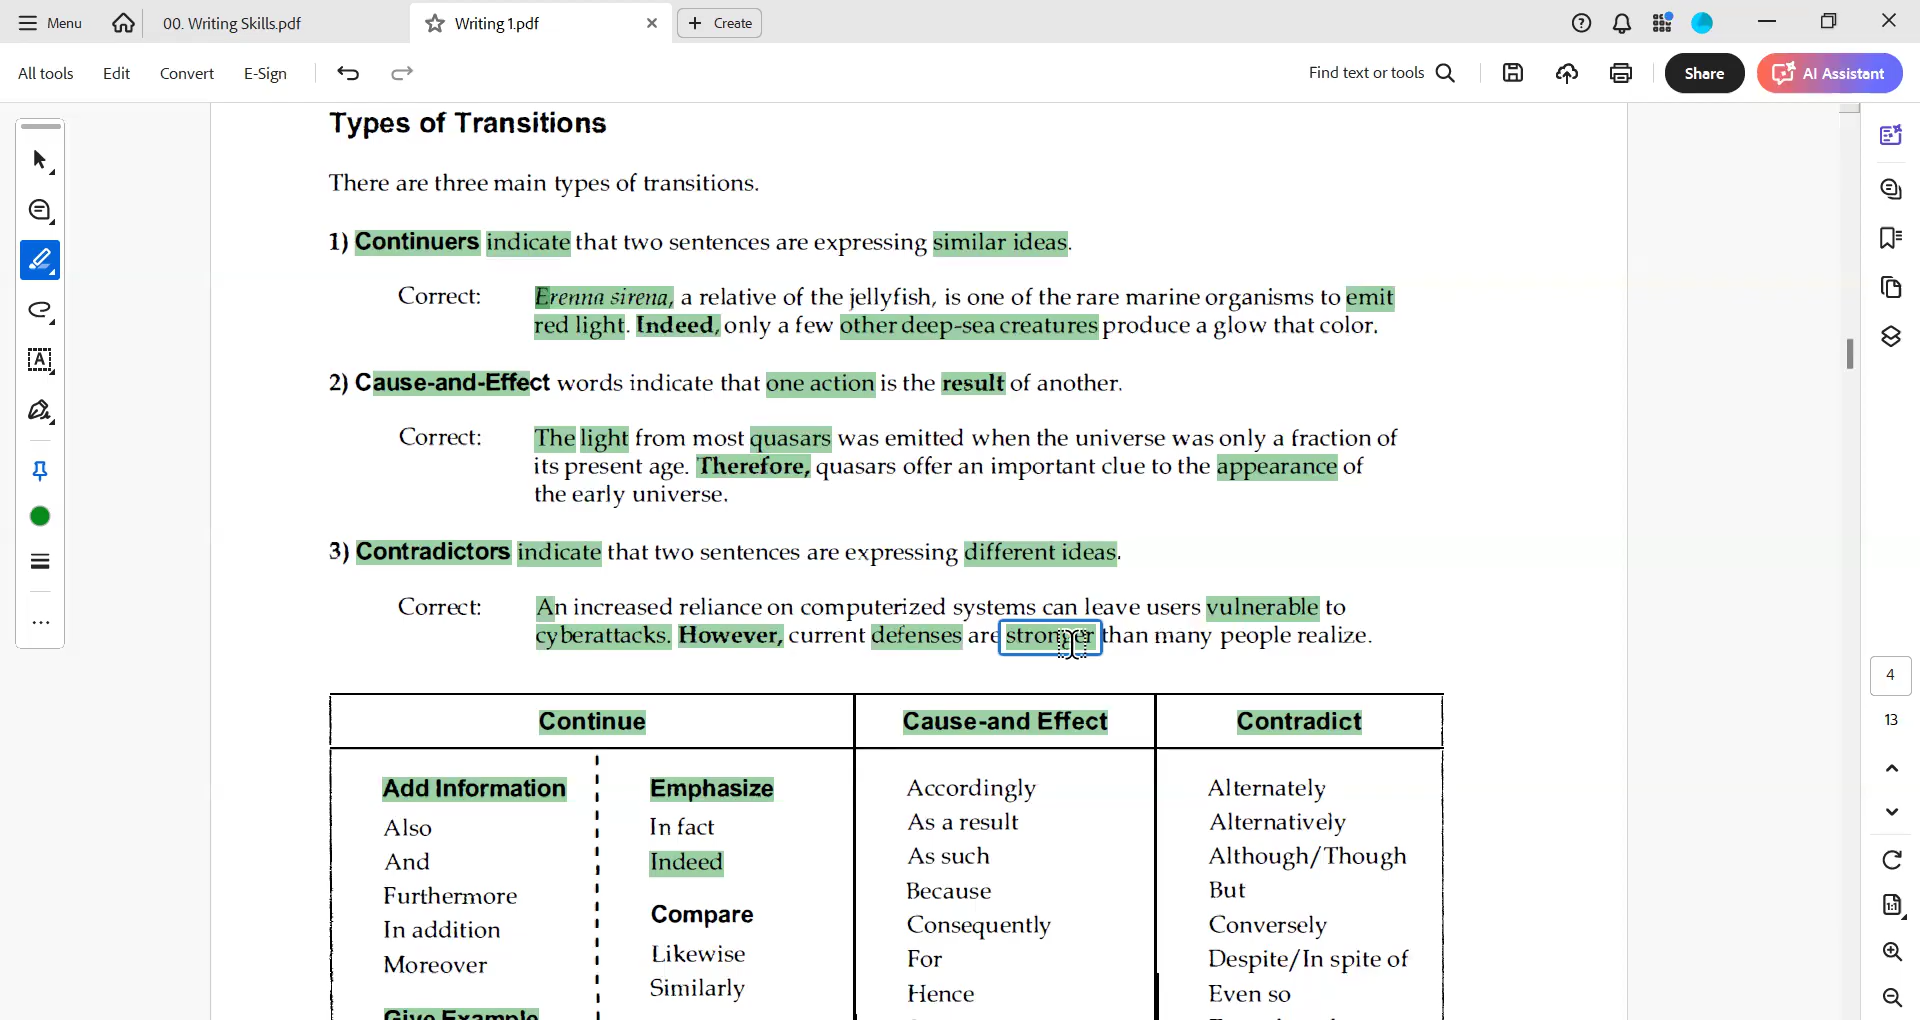 Menu
00. Writing Skills.pdf
Writing 1.pdf
Create
All tools
Edit
Convert
E-Sign
Find text or tools
Share
AI Assistant
Types of Transitions
There are three main types of transitions.
1) Continuers indicate that two sentences are expressing similar ideas.
Correct: Erenna sirena, a relative of the jellyfish, is one of the rare marine organisms to emit
red light. Indeed, only a few other deep-sea creatures produce a glow that color.
2) Cause-and-Effect words indicate that one action is the result of another.
Correct: The light from most quasars was emitted when the universe was only a fraction of
its present age. Therefore, quasars offer an important clue to the appearance of
the early universe.
3) Contradictors indicate that two sentences are expressing different ideas.
Correct: An increased reliance on computerized systems can leave users vulnerable to
cyberattacks. However, current defenses are stronger than many people realize.
Continue
Cause-and Effect
Contradict
Add Information
Also
And
Furthermore
In addition
Moreover
Give Example
Emphasize
In fact
Indeed
Compare
Likewise
Similarly
Accordingly
As a result
As such
Because
Consequently
For
Hence
Alternately
Alternatively
Although/Though
But
Conversely
Despite/In spite of
Even so
4
13